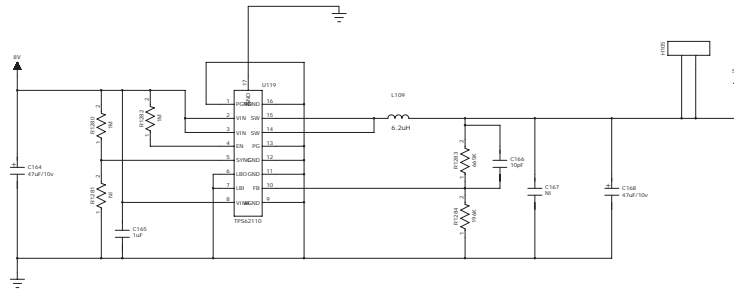 8V
C164
47uF/10v
R1280
1M
R1281
NI
R1282
1M
C165
1uF
U119
17
GND
1 PGND GND 16
2 VIN SW 15
3 VIN SW 14
4 EN PG 13
5 SYNC GND 12
6 LBO GND 11
7 LBI FB 10
8 VINA AGND 9
TPS62110
L109
6.2uH
R1283
R1284
C166
10pF
C167
NI
C168
47uF/10v
H105